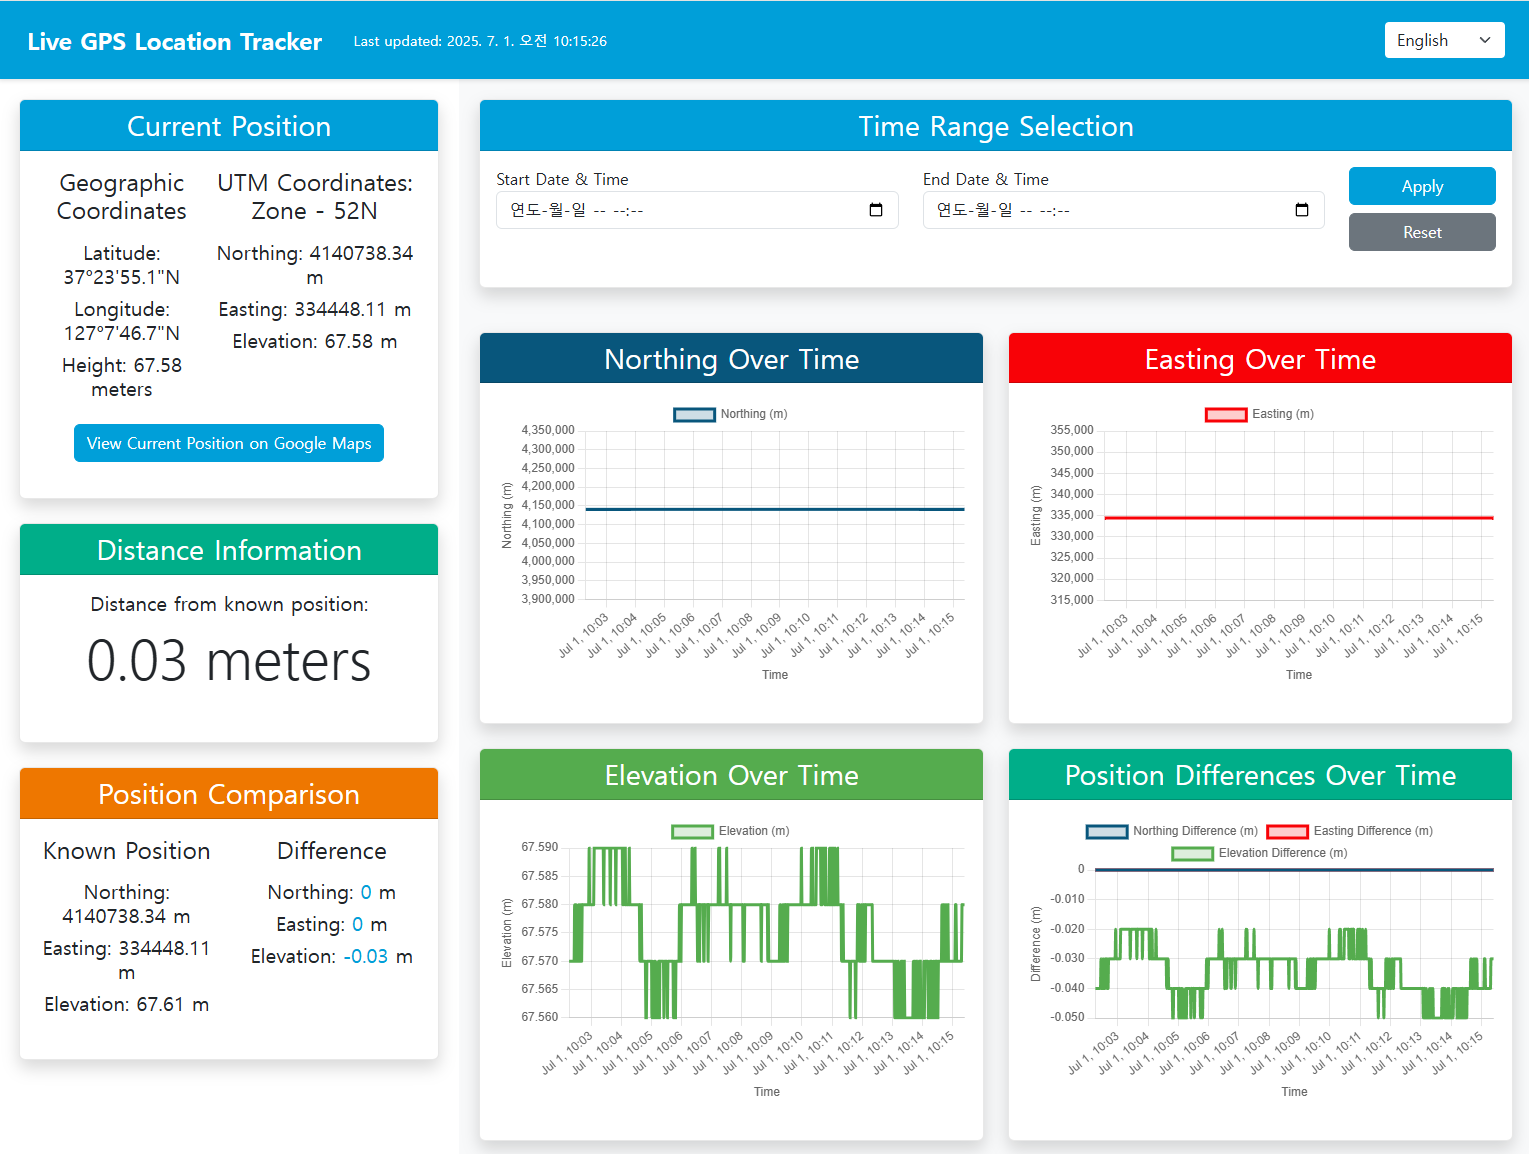 Live GPS Location Tracker
Last updated: 2025. 7. 1. 오전 10:15:26
English
Current Position
Geographic
Coordinates
Latitude:
37°23'55.1"N
Longitude:
127°7'46.7"N
Height: 67.58
meters
UTM Coordinates:
Zone - 52N
Northing: 4140738.34
m
Easting: 334448.11 m
Elevation: 67.58 m
View Current Position on Google Maps
Distance Information
Distance from known position:
0.03 meters
Position Comparison
Known Position
Northing:
4140738.34 m
Easting: 334448.11
m
Elevation: 67.61 m
Difference
Northing: 0 m
Easting: 0 m
Elevation: -0.03 m
Time Range Selection
Start Date & Time
연도-월-일 -- --:--
End Date & Time
연도-월-일 -- --:--
Apply
Reset
Northing Over Time
Northing (m)
Northing (m)
4,350,000
4,300,000
4,250,000
4,200,000
4,150,000
4,100,000
4,050,000
4,000,000
3,950,000
3,900,000
Jul 1, 10:03
Jul 1, 10:04
Jul 1, 10:05
Jul 1, 10:06
Jul 1, 10:07
Jul 1, 10:08
Jul 1, 10:09
Jul 1, 10:10
Jul 1, 10:11
Jul 1, 10:12
Jul 1, 10:13
Jul 1, 10:14
Jul 1, 10:15
Time
Easting Over Time
Easting (m)
Easting (m)
355,000
350,000
345,000
340,000
335,000
330,000
325,000
320,000
315,000
Jul 1, 10:03
Jul 1, 10:04
Jul 1, 10:05
Jul 1, 10:06
Jul 1, 10:07
Jul 1, 10:08
Jul 1, 10:09
Jul 1, 10:10
Jul 1, 10:11
Jul 1, 10:12
Jul 1, 10:13
Jul 1, 10:14
Jul 1, 10:15
Time
Elevation Over Time
Elevation (m)
Elevation (m)
67.590
67.585
67.580
67.575
67.570
67.565
67.560
Jul 1, 10:03
Jul 1, 10:04
Jul 1, 10:05
Jul 1, 10:06
Jul 1, 10:07
Jul 1, 10:08
Jul 1, 10:09
Jul 1, 10:10
Jul 1, 10:11
Jul 1, 10:12
Jul 1, 10:13
Jul 1, 10:14
Jul 1, 10:15
Time
Position Differences Over Time
Northing Difference (m)
Easting Difference (m)
Elevation Difference (m)
Difference (m)
0
-0.010
-0.020
-0.030
-0.040
-0.050
Jul 1, 10:03
Jul 1, 10:04
Jul 1, 10:05
Jul 1, 10:06
Jul 1, 10:07
Jul 1, 10:08
Jul 1, 10:09
Jul 1, 10:10
Jul 1, 10:11
Jul 1, 10:12
Jul 1, 10:13
Jul 1, 10:14
Jul 1, 10:15
Time